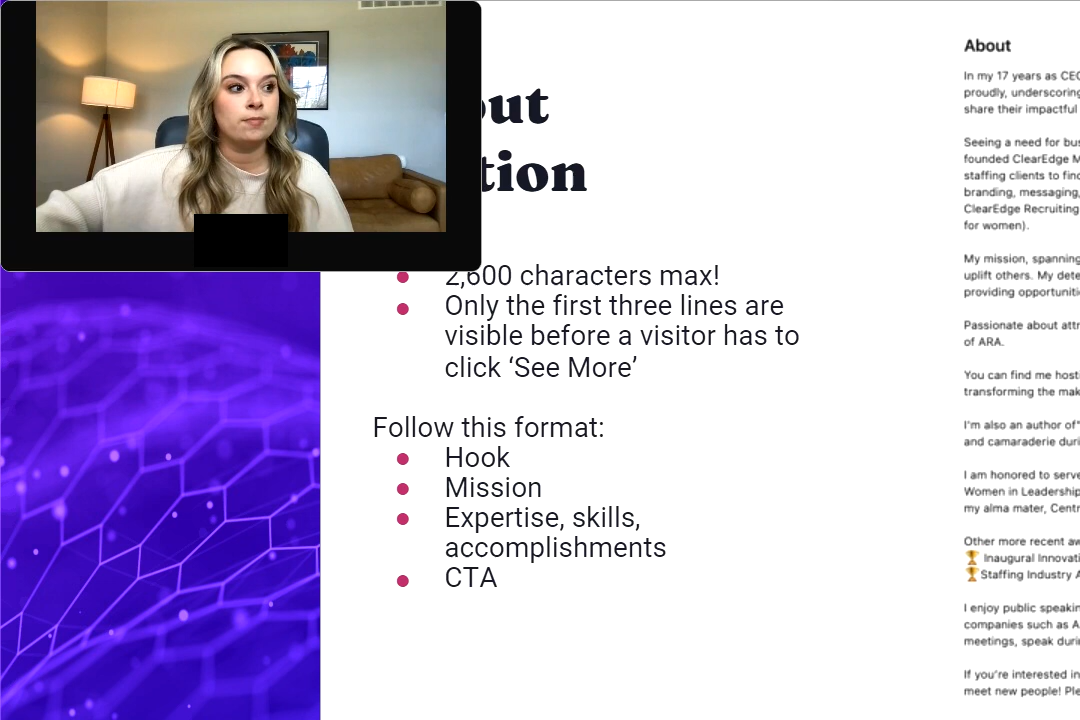 out
tion
2,600 characters max!
Only the first three lines are
visible before a visitor has to
click ‘See More’
Follow this format:
Hook
Mission
Expertise, skills,
accomplishments
CTA
About
In my 17 years as CEO
proudly, underscoring
share their impactful
Seeing a need for bus
founded ClearEdge M
staffing clients to find
branding, messaging,
ClearEdge Recruiting
for women).
My mission, spanning
uplift others. My dete
providing opportunitie
Passionate about attr
of ARA.
You can find me hosti
transforming the mak
I'm also an author of"
and camaraderie duri
I am honored to serve
Women in Leadership
my alma mater, Centr
Other more recent aw
🏆 Inaugural Innovati
🏆Staffing Industry A
I enjoy public speakin
companies such as A
meetings, speak durin
If you're interested in
meet new people! Ple